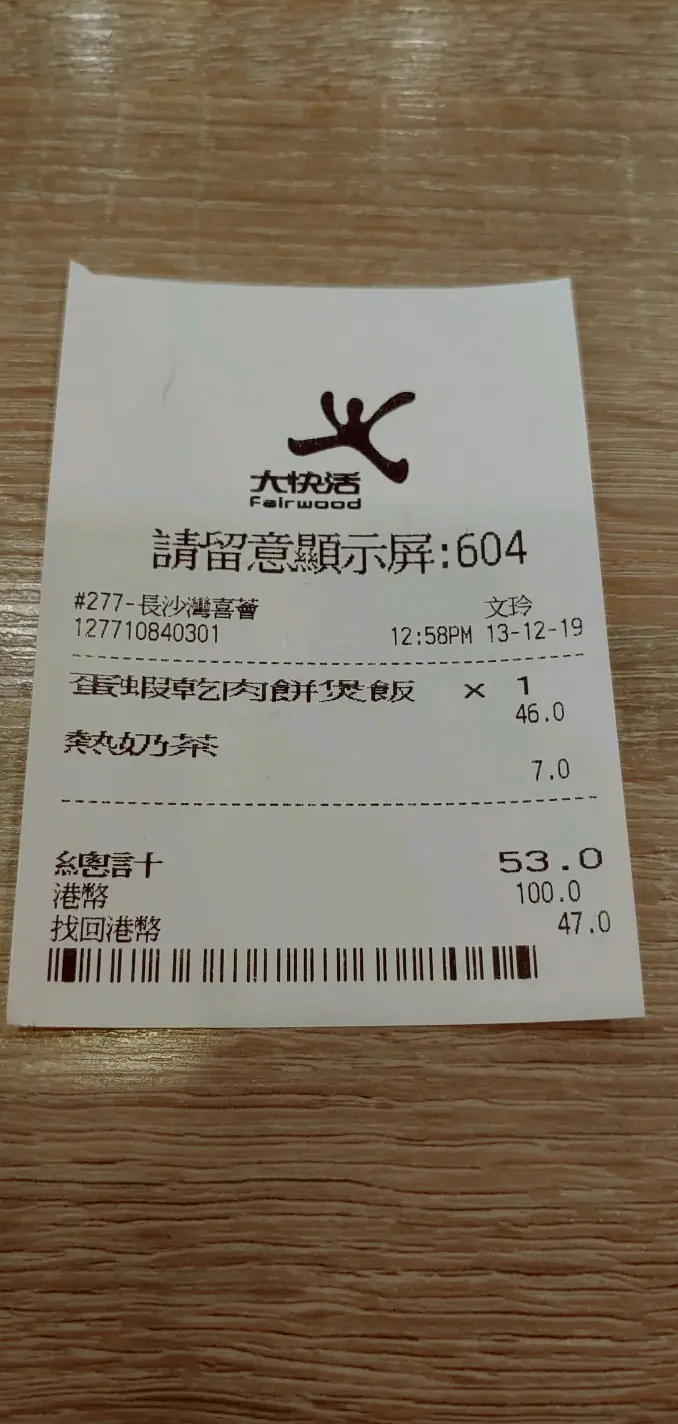 大快活
Fairwood
請留意顯示屏:604
#277-長沙灣喜薈 文玲
127710840301 12:58PM 13-12-19
蛋蝦乾肉餅煲飯 × 1
46.0
熱奶茶
7.0
總計 53.0
港幣 100.0
找回港幣 47.0